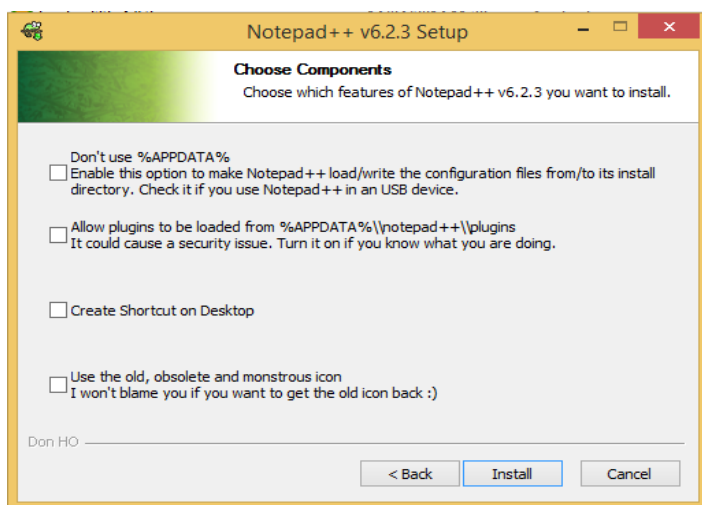 Notepad++ v6.2.3 Setup
Choose Components
Choose which features of Notepad++ v6.2.3 you want to install.
Don't use %APPDATA%
Enable this option to make Notepad++ load/write the configuration files from/to its install
directory. Check it if you use Notepad++ in an USB device.
Allow plugins to be loaded from %APPDATA%\\notepad++\\plugins
It could cause a security issue. Turn it on if you know what you are doing.
Create Shortcut on Desktop
Use the old, obsolete and monstrous icon
I won't blame you if you want to get the old icon back :)
Don HO
< Back Install Cancel